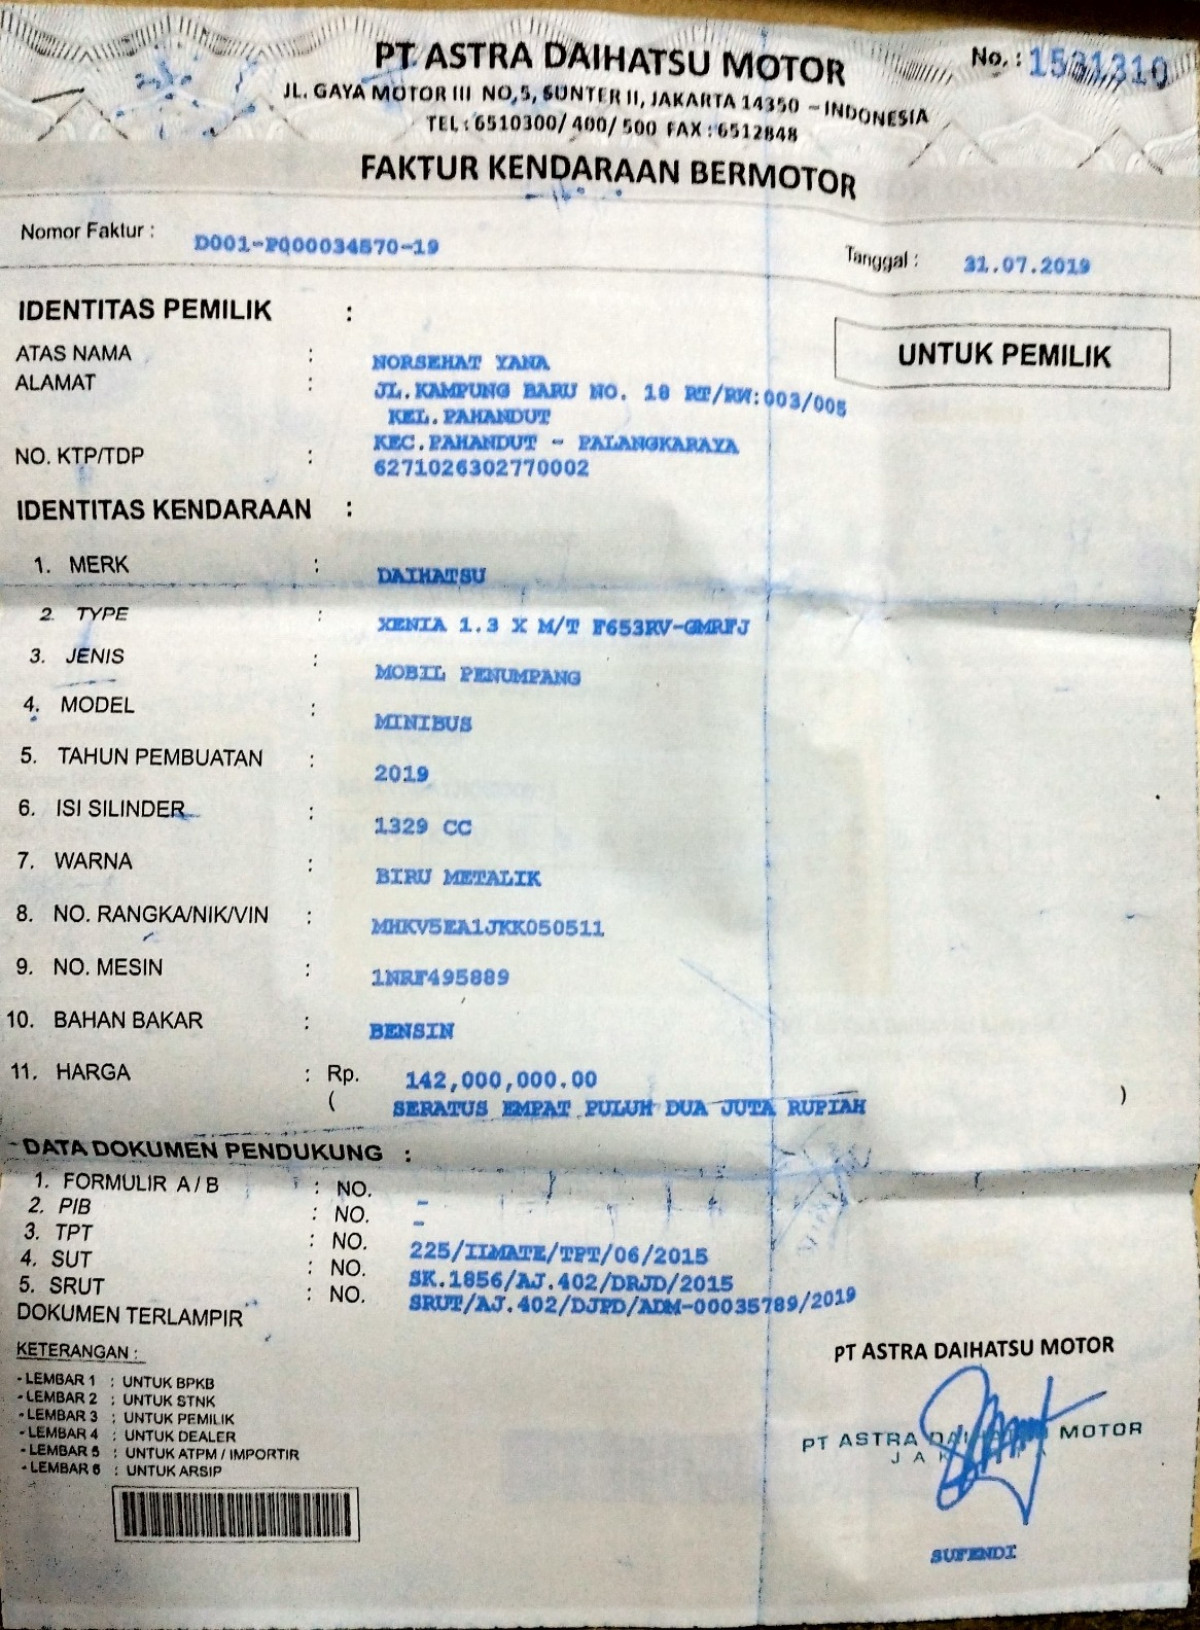 PT ASTRA DAIHATSU MOTOR
No. : 1531310
JL. GAYA MOTOR III NO,5, SUNTER II, JAKARTA 14350 - INDONESIA
TEL : 6510300/ 400/ 500 FAX : 6512848
FAKTUR KENDARAAN BERMOTOR
Nomor Faktur : D001-P000034570-19
Tanggal : 31.07.2019
IDENTITAS PEMILIK :
UNTUK PEMILIK
ATAS NAMA : NORSEHAT YANA
ALAMAT : JL.KAMPUNG BARU NO. 18 RT/RW:003/005
KEL.PAHANDUT
KEC.PAHANDUT - PALANGKARAYA
NO. KTP/TDP : 6271026302770002
IDENTITAS KENDARAAN :
1. MERK : DAIHATSU
2. TYPE : XENIA 1.3 X M/T F653RV-GMRFJ
3. JENIS : MOBIL PENUMPANG
4. MODEL : MINIBUS
5. TAHUN PEMBUATAN : 2019
6. ISI SILINDER : 1329 CC
7. WARNA : BIRU METALIK
8. NO. RANGKA/NIK/VIN : MHKV5EA1JKK050511
9. NO. MESIN : 1NRF495889
10. BAHAN BAKAR : BENSIN
11. HARGA : Rp. 142,000,000.00
( SERATUS EMPAT PULUH DUA JUTA RUPIAH )
DATA DOKUMEN PENDUKUNG :
1. FORMULIR A / B : NO. -
2. PIB : NO. -
3. TPT : NO. 225/ILMATE/TPT/06/2015
4. SUT : NO. SK.1856/AJ.402/DRJD/2015
5. SRUT : NO. SRUT/AJ.402/DJPD/ADM-00035789/2019
DOKUMEN TERLAMPIR
KETERANGAN :
- LEMBAR 1 : UNTUK BPKB
- LEMBAR 2 : UNTUK STNK
- LEMBAR 3 : UNTUK PEMILIK
- LEMBAR 4 : UNTUK DEALER
- LEMBAR 5 : UNTUK ATPM / IMPORTIR
- LEMBAR 6 : UNTUK ARSIP
PT ASTRA DAIHATSU MOTOR
PT ASTRA DAIHATSU MOTOR
JAKARTA
SUFENDI